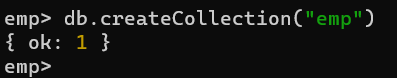 emp> db.createCollection("emp")
{ ok: 1 }
emp>